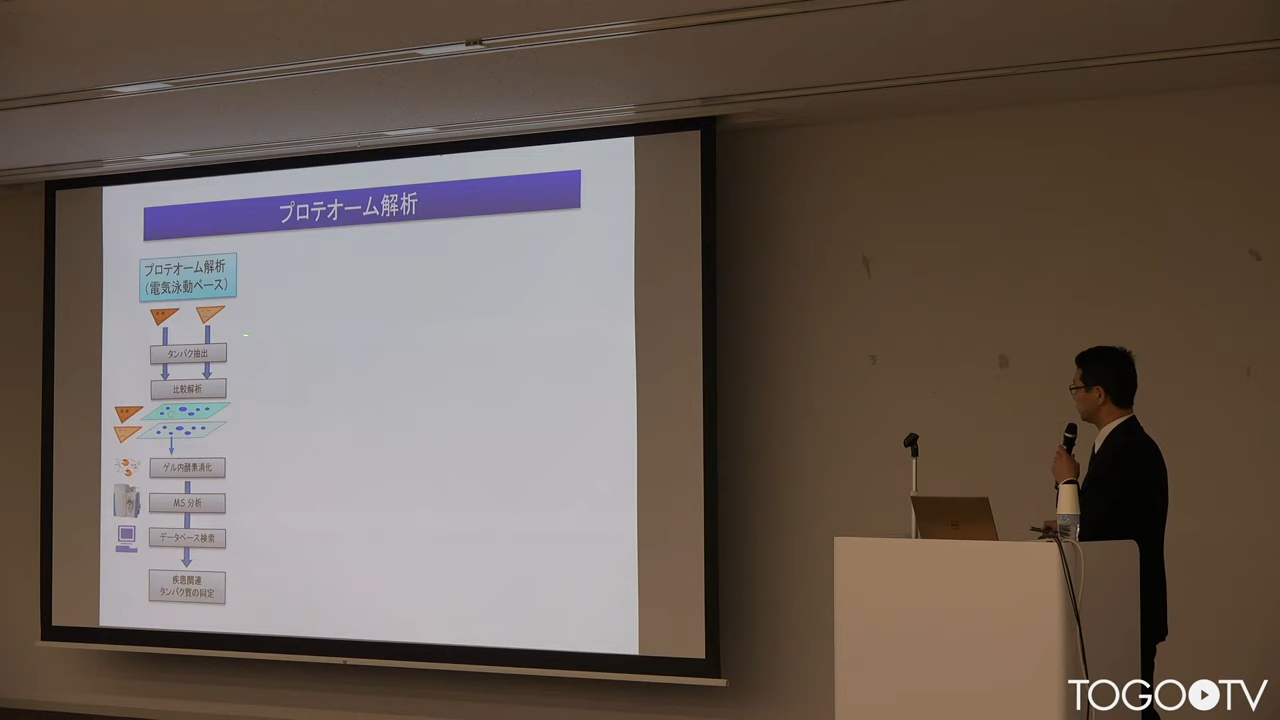 プロテオーム解析
プロテオーム解析
(電気泳動ベース)
タンパク抽出
比較解析
ゲル内酵素消化
MS分析
データベース検索
疾患関連
タンパク質の同定
TOGOTV